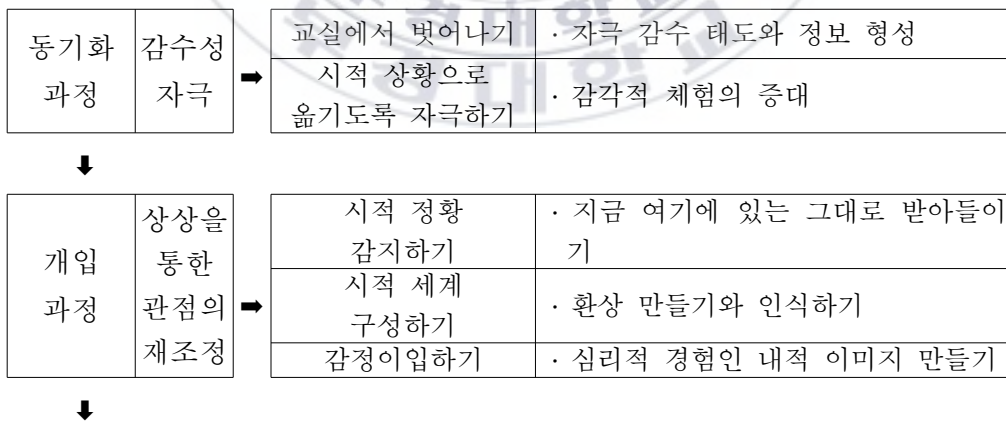 동기화
과정
감수성
자극
➡
교실에서 벗어나기
· 자극 감수 태도와 정보 형성
시적 상황으로
옮기도록 자극하기
· 감각적 체험의 증대
⬇
개입
과정
상상을
통한
관점의
재조정
➡
시적 정황
감지하기
· 지금 여기에 있는 그대로 받아들이
기
시적 세계
구성하기
· 환상 만들기와 인식하기
감정이입하기
· 심리적 경험인 내적 이미지 만들기
⬇